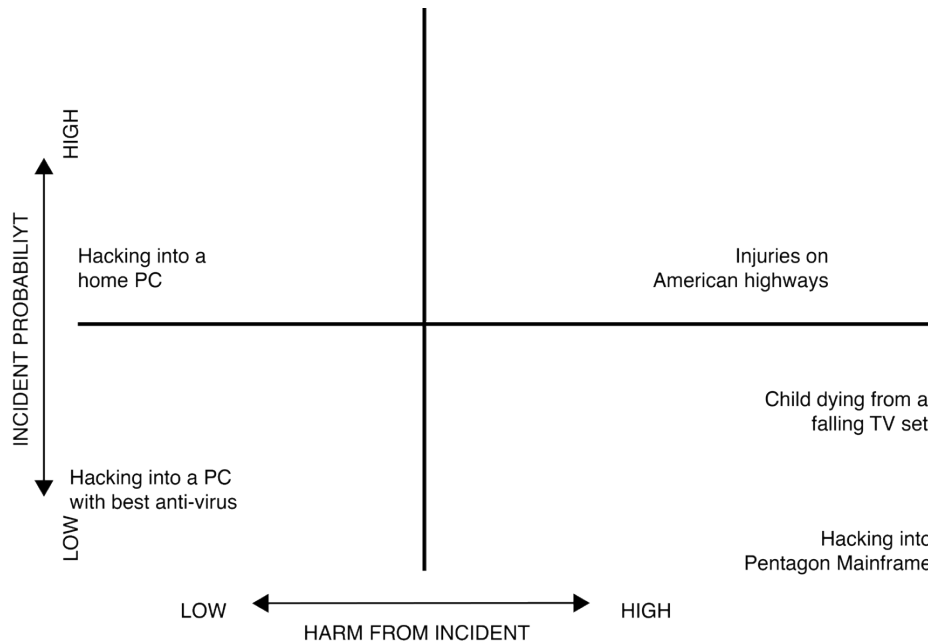 HIGH
INCIDENT PROBABILIYT
LOW
Hacking into a
home PC
Injuries on
American highways
Child dying from a
falling TV set
Hacking into a PC
with best anti-virus
Hacking into
Pentagon Mainframe
LOW
HIGH
HARM FROM INCIDENT